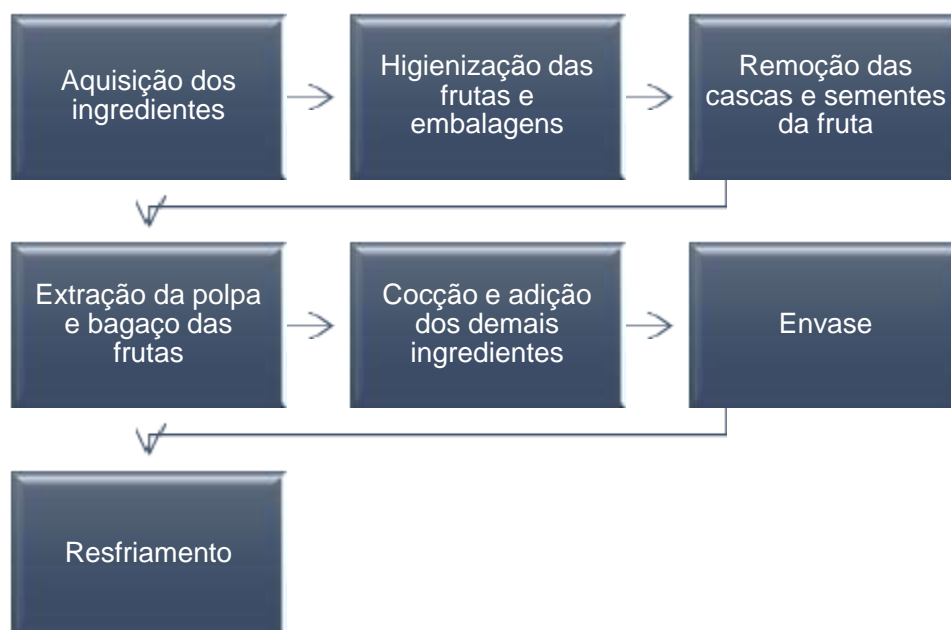 Aquisição dos
ingredientes
Higienização das
frutas e
embalagens
Remoção das
cascas e sementes
da fruta
Extração da polpa
e bagaço das
frutas
Cocção e adição
dos demais
ingredientes
Envase
Resfriamento